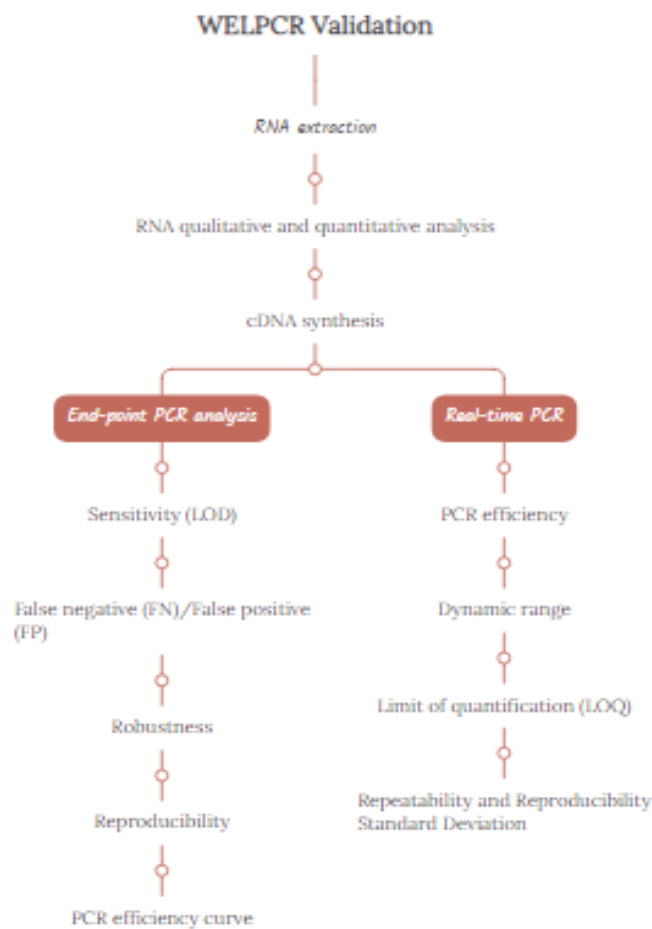 WELPCR Validation
RNA extraction
RNA qualitative and quantitative analysis
cDNA synthesis
End-point PCR analysis
Sensitivity (LOD)
False negative (FN)/False positive
(FP)
Robustness
Reproducibility
PCR efficiency curve
Real-time PCR
PCR efficiency
Dynamic range
Limit of quantification (LOQ)
Repeatability and Reproducibility
Standard Deviation